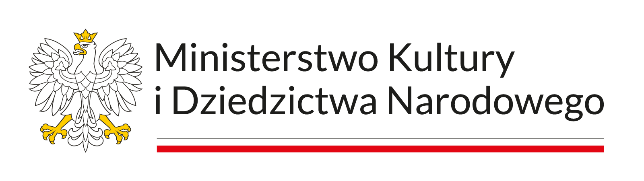 Ministerstwo Kultury
i Dziedzictwa Narodowego